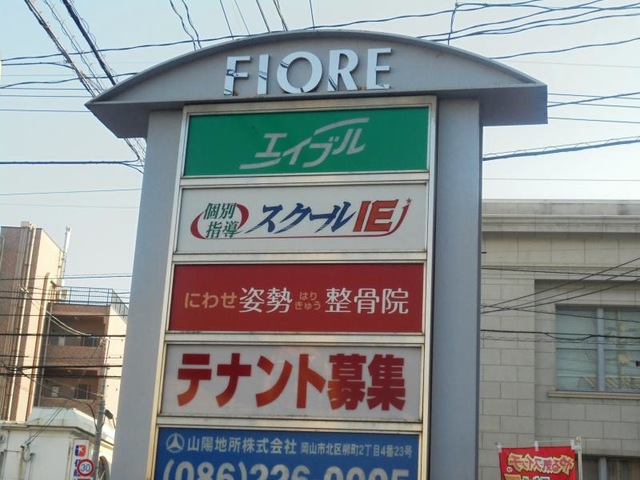 FIORE
エイブル
個別
指導
スクールIE
にわせ 姿勢 はり きゅう 整骨院
テナント募集
山陽地所株式会社 岡山市北区柳町2丁目4番23号
(086)226-0005